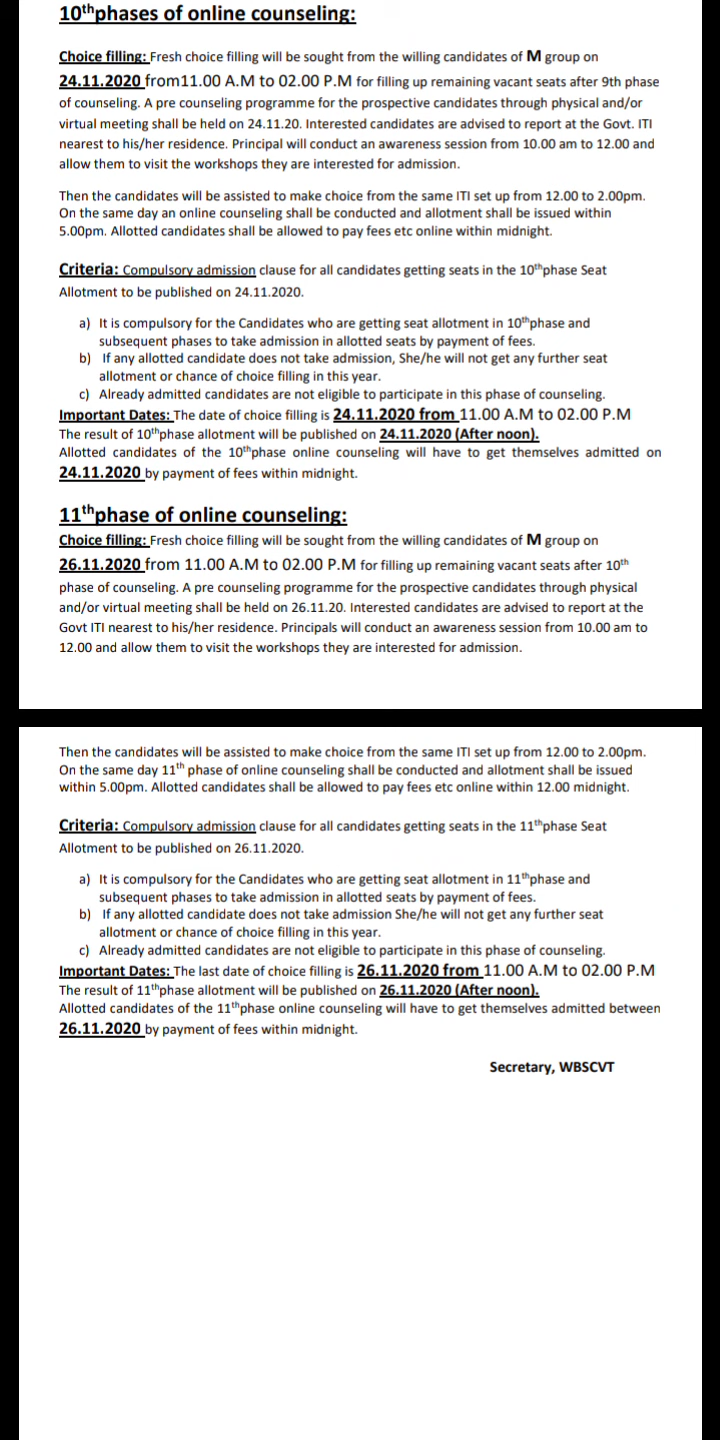 10thphases of online counseling:
Choice filling: Fresh choice filling will be sought from the willing candidates of M group on
24.11.2020 from11.00 A.M to 02.00 P.M for filling up remaining vacant seats after 9th phase
of counseling. A pre counseling programme for the prospective candidates through physical and/or
virtual meeting shall be held on 24.11.20. Interested candidates are advised to report at the Govt. ITI
nearest to his/her residence. Principal will conduct an awareness session from 10.00 am to 12.00 and
allow them to visit the workshops they are interested for admission.
Then the candidates will be assisted to make choice from the same ITI set up from 12.00 to 2.00pm.
On the same day an online counseling shall be conducted and allotment shall be issued within
5.00pm. Allotted candidates shall be allowed to pay fees etc online within midnight.
Criteria: Compulsory admission clause for all candidates getting seats in the 10thphase Seat
Allotment to be published on 24.11.2020.
a) It is compulsory for the Candidates who are getting seat allotment in 10thphase and
subsequent phases to take admission in allotted seats by payment of fees.
b) If any allotted candidate does not take admission, She/he will not get any further seat
allotment or chance of choice filling in this year.
c) Already admitted candidates are not eligible to participate in this phase of counseling.
Important Dates: The date of choice filling is 24.11.2020 from 11.00 A.M to 02.00 P.M
The result of 10thphase allotment will be published on 24.11.2020 (After noon).
Allotted candidates of the 10thphase online counseling will have to get themselves admitted on
24.11.2020 by payment of fees within midnight.
11thphase of online counseling:
Choice filling: Fresh choice filling will be sought from the willing candidates of M group on
26.11.2020 from 11.00 A.M to 02.00 P.M for filling up remaining vacant seats after 10th
phase of counseling. A pre counseling programme for the prospective candidates through physical
and/or virtual meeting shall be held on 26.11.20. Interested candidates are advised to report at the
Govt ITI nearest to his/her residence. Principals will conduct an awareness session from 10.00 am to
12.00 and allow them to visit the workshops they are interested for admission.
Then the candidates will be assisted to make choice from the same ITI set up from 12.00 to 2.00pm.
On the same day 11th phase of online counseling shall be conducted and allotment shall be issued
within 5.00pm. Allotted candidates shall be allowed to pay fees etc online within 12.00 midnight.
Criteria: Compulsory admission clause for all candidates getting seats in the 11thphase Seat
Allotment to be published on 26.11.2020.
a) It is compulsory for the Candidates who are getting seat allotment in 11thphase and
subsequent phases to take admission in allotted seats by payment of fees.
b) If any allotted candidate does not take admission She/he will not get any further seat
allotment or chance of choice filling in this year.
c) Already admitted candidates are not eligible to participate in this phase of counseling.
Important Dates: The last date of choice filling is 26.11.2020 from 11.00 A.M to 02.00 P.M
The result of 11thphase allotment will be published on 26.11.2020 (After noon).
Allotted candidates of the 11thphase online counseling will have to get themselves admitted between
26.11.2020 by payment of fees within midnight.
Secretary, WBSCVT